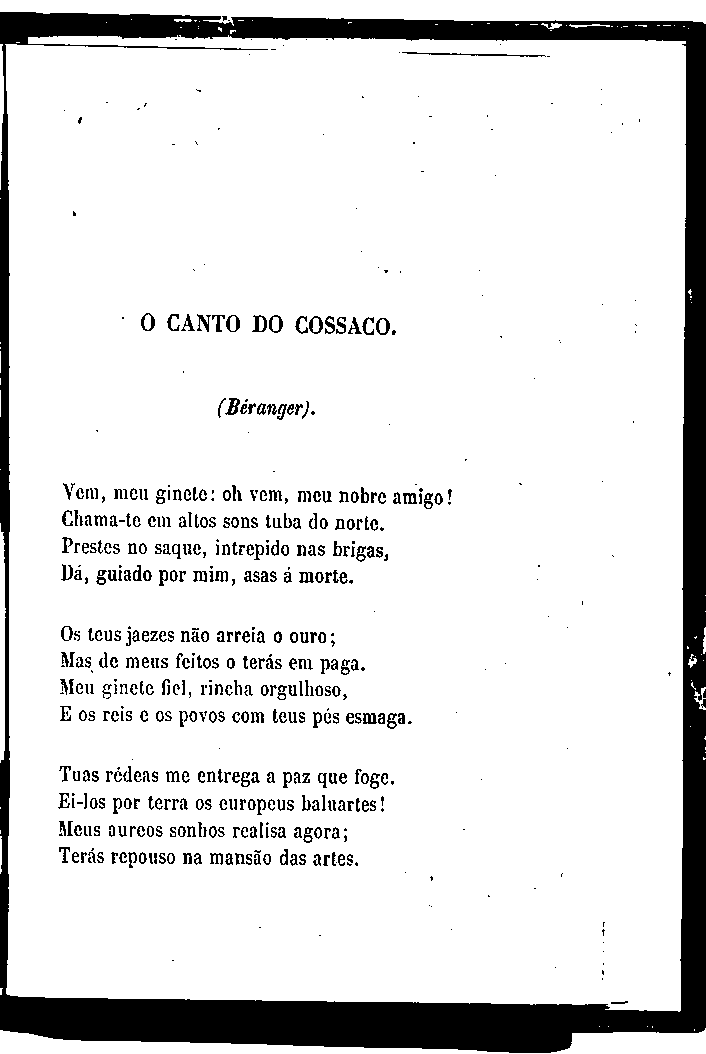 O CANTO DO COSSACO.
(Béranger).
Vem, meu ginete: oh vem, meu nobre amigo!
Chama-te em altos sons tuba do norte.
Prestes no saque, intrepido nas brigas,
Dá, guiado por mim, asas á morte.
Os teus jaezes não arreia o ouro;
Mas de meus feitos o terás em paga.
Meu ginete fiel, rincha orgulhoso,
E os reis e os povos com teus pés esmaga.
Tuas rédeas me entrega a paz que foge.
Ei-los por terra os europeus baluartes!
Meus aureos sonhos realisa agora;
Terás repouso na mansão das artes.